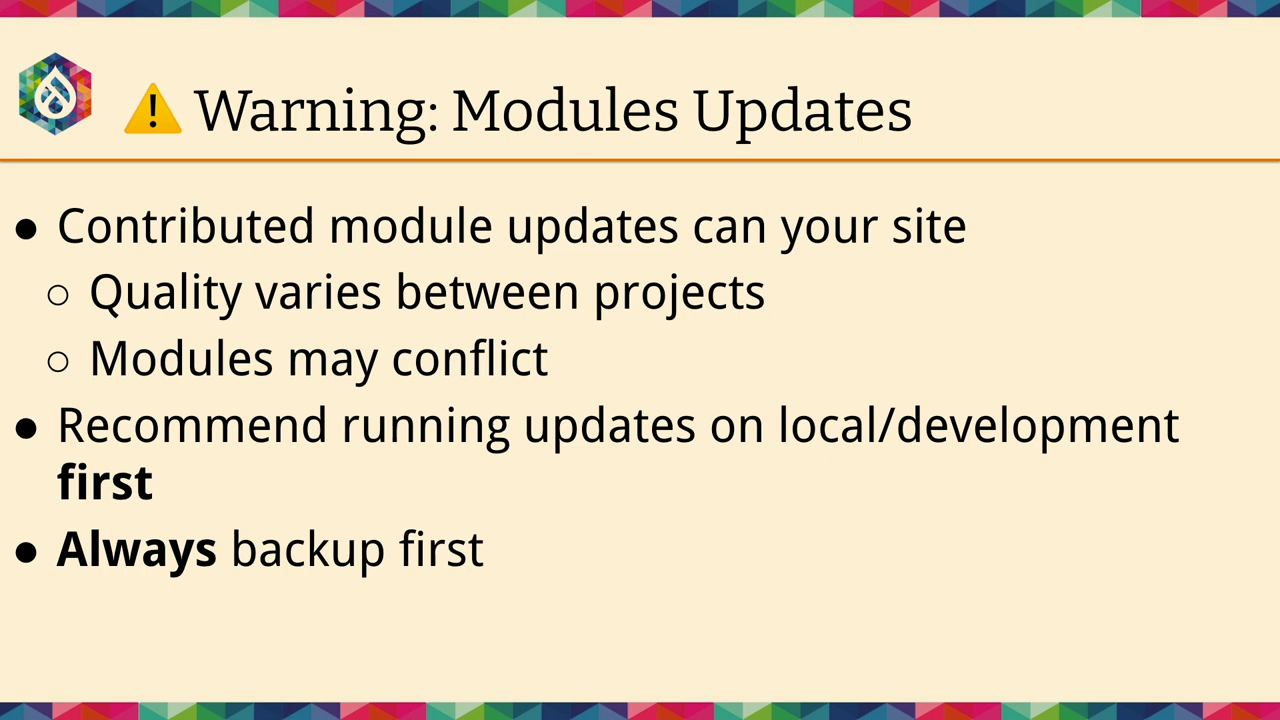 ⚠ Warning: Modules Updates
● Contributed module updates can your site
○ Quality varies between projects
○ Modules may conflict
● Recommend running updates on local/development
first
● Always backup first